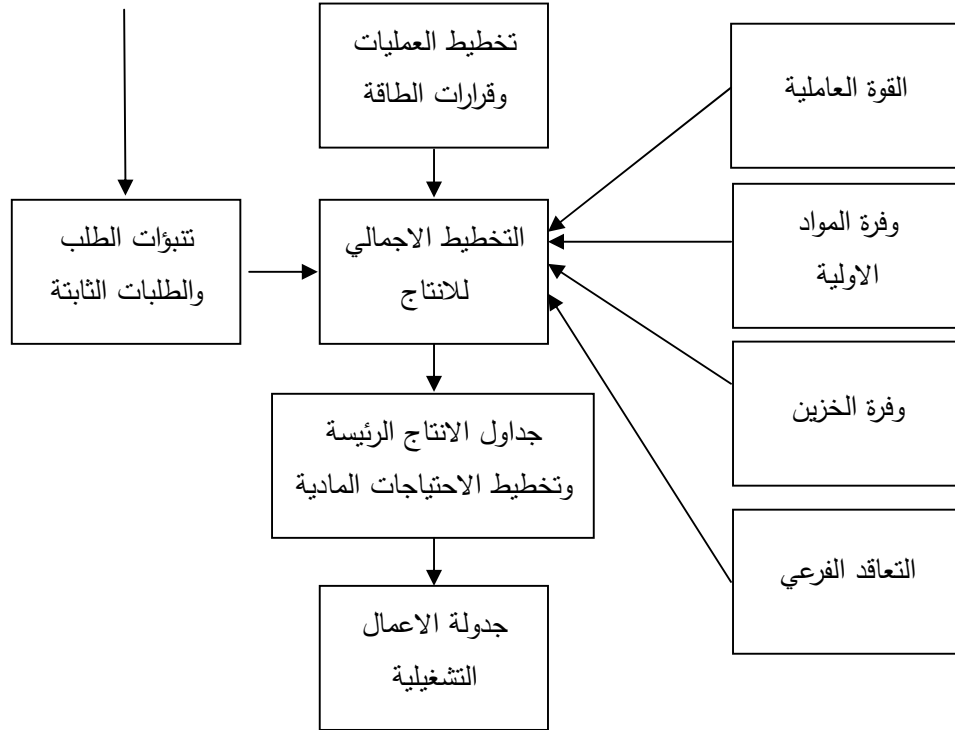 تخطيط العمليات
وقرارات الطاقة
القوة العاملية
تنبؤات الطلب
والطلبات الثابتة
التخطيط الاجمالي
للانتاج
وفرة المواد
الاولية
وفرة الخزين
جداول الانتاج الرئيسة
وتخطيط الاحتياجات المادية
التعاقد الفرعي
جدولة الاعمال
التشغيلية